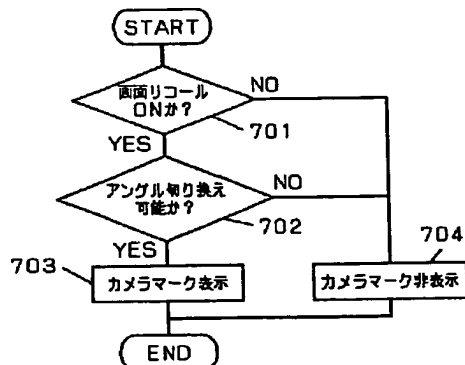 START
画面リコール
ONか?
NO
701
YES
アングル切り換え
可能か?
NO
702
YES
703
カメラマーク表示
704
カメラマーク非表示
END